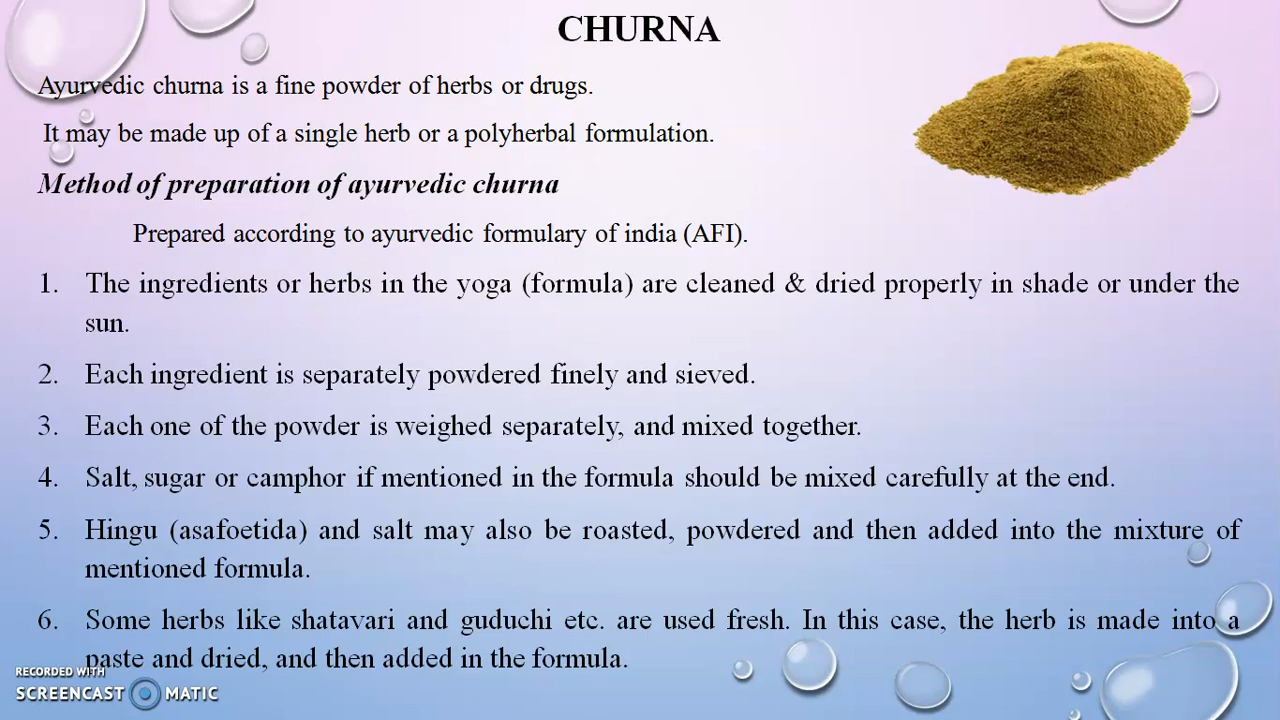 CHURNA
Ayurvedic churna is a fine powder of herbs or drugs.
It may be made up of a single herb or a polyherbal formulation.
Method of preparation of ayurvedic churna
Prepared according to ayurvedic formulary of india (AFI).
1. The ingredients or herbs in the yoga (formula) are cleaned & dried properly in shade or under the
sun.
2. Each ingredient is separately powdered finely and sieved.
3. Each one of the powder is weighed separately, and mixed together.
4. Salt, sugar or camphor if mentioned in the formula should be mixed carefully at the end.
5. Hingu (asafoetida) and salt may also be roasted, powdered and then added into the mixture of
mentioned formula.
6. Some herbs like shatavari and guduchi etc. are used fresh. In this case, the herb is made into a
paste and dried, and then added in the formula.
RECORDED WITH
SCREENCAST MATIC